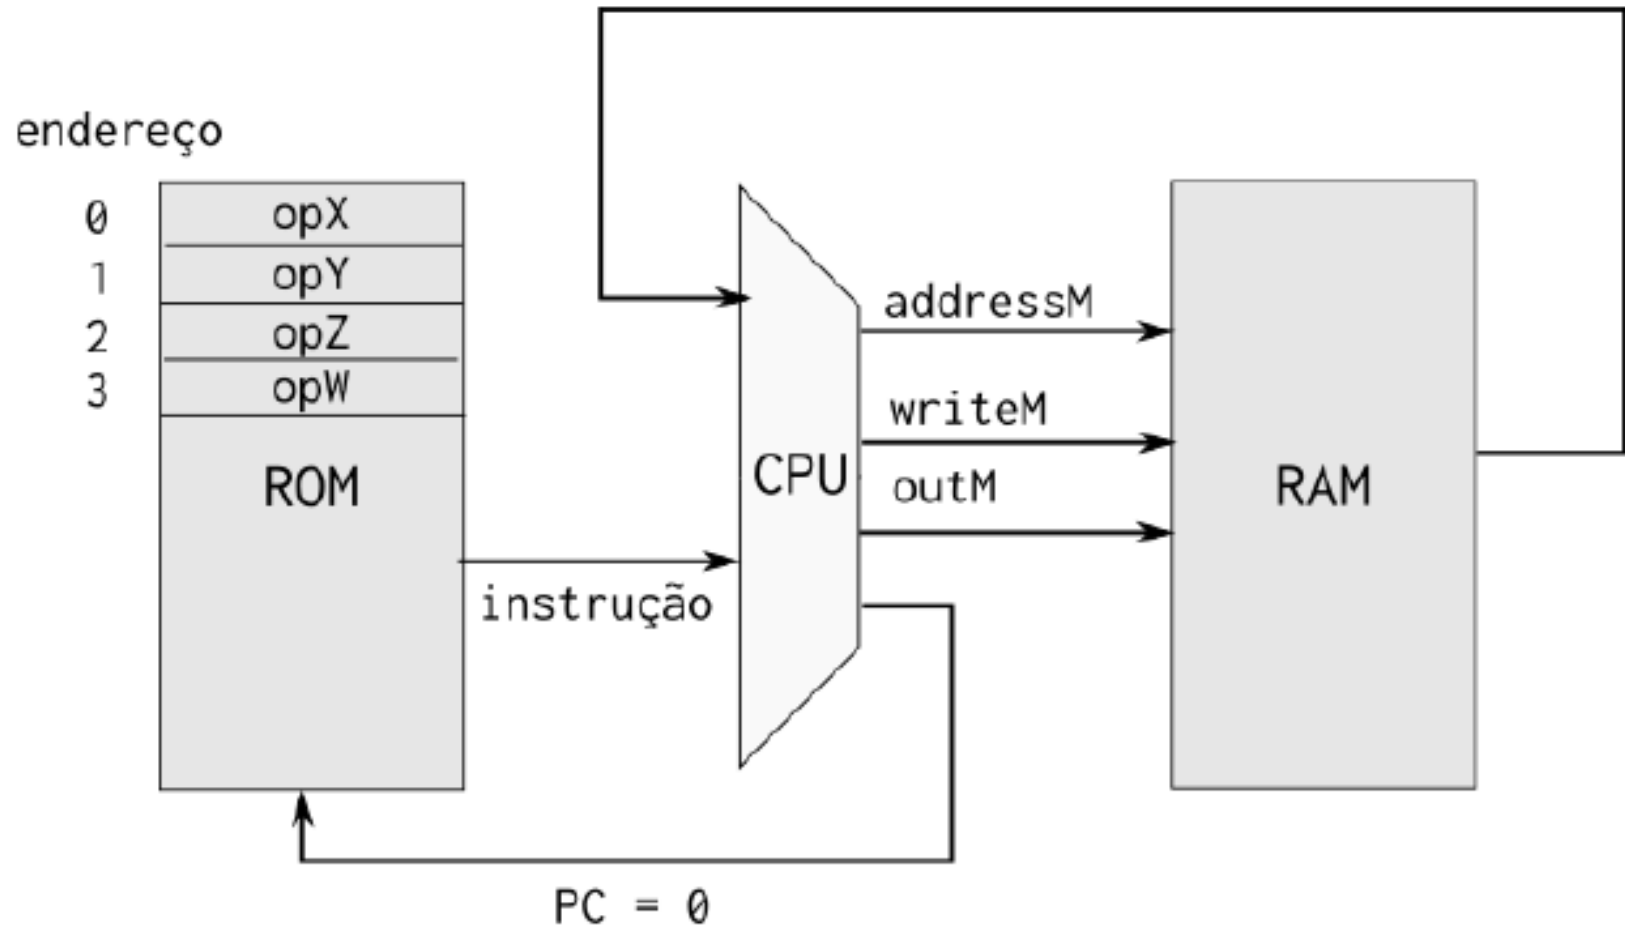 endereço
0 opX
1 opY
2 opZ
3 opW
ROM
instrução
CPU
addressM
writeM
outM
RAM
PC = 0